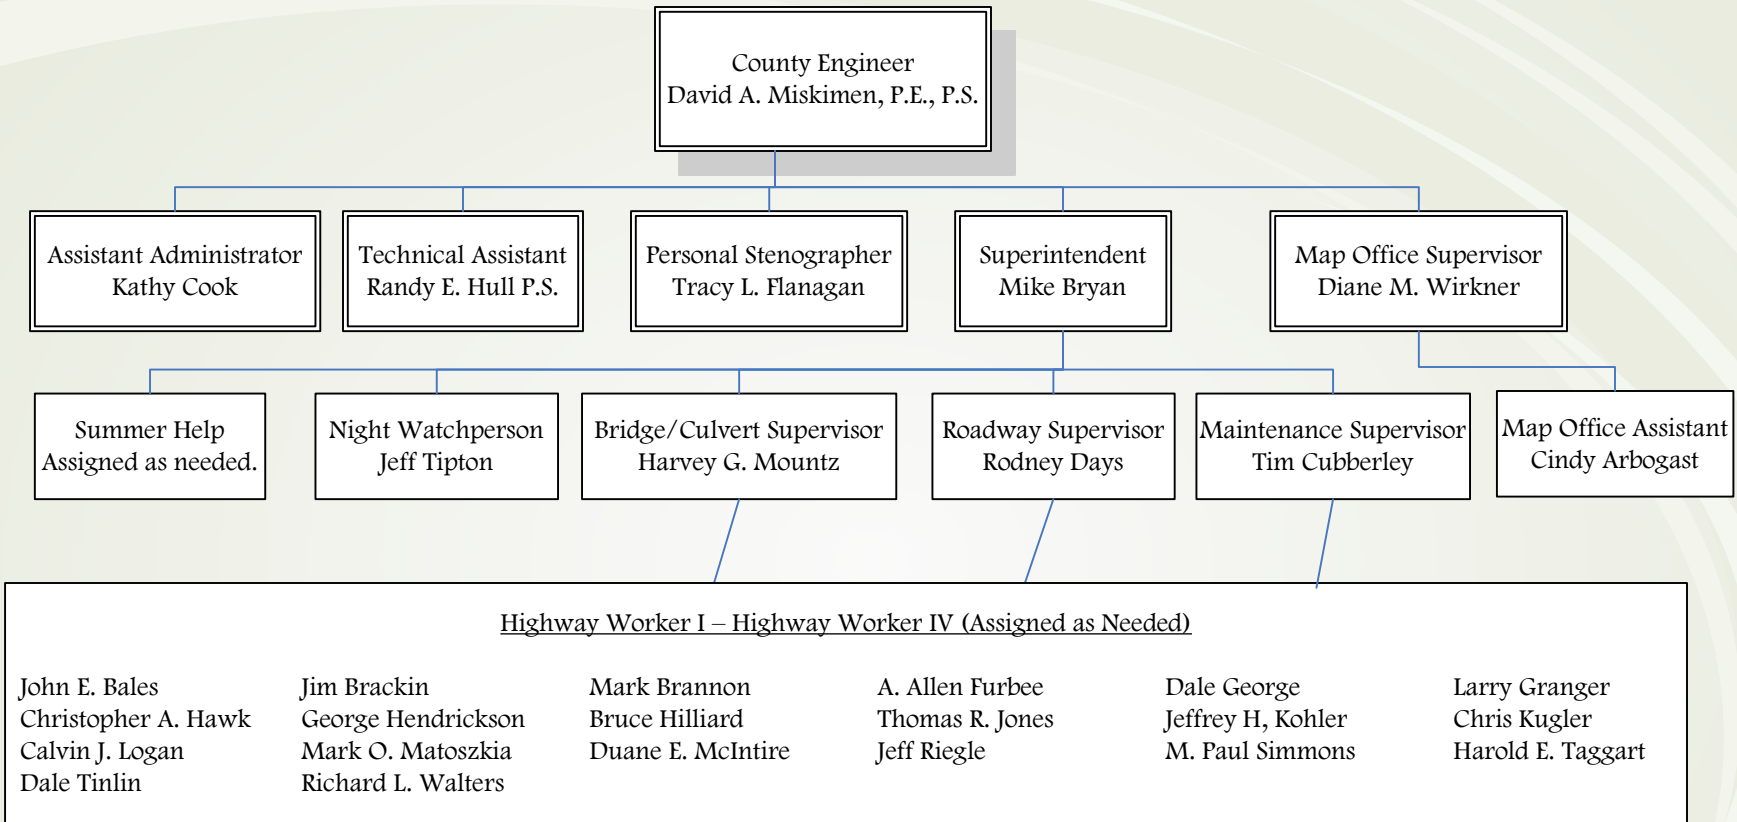 County Engineer
David A. Miskimen, P.E., P.S.
Assistant Administrator
Kathy Cook
Technical Assistant
Randy E. Hull P.S.
Personal Stenographer
Tracy L. Flanagan
Superintendent
Mike Bryan
Map Office Supervisor
Diane M. Wirkner
Summer Help
Assigned as needed.
Night Watchperson
Jeff Tipton
Bridge/Culvert Supervisor
Harvey G. Mountz
Roadway Supervisor
Rodney Days
Maintenance Supervisor
Tim Cubberley
Map Office Assistant
Cindy Arbogast
Highway Worker I – Highway Worker IV (Assigned as Needed)
John E. Bales Jim Brackin Mark Brannon A. Allen Furbee Dale George Larry Granger
Christopher A. Hawk George Hendrickson Bruce Hilliard Thomas R. Jones Jeffrey H, Kohler Chris Kugler
Calvin J. Logan Mark O. Matoszkia Duane E. McIntire Jeff Riegle M. Paul Simmons Harold E. Taggart
Dale Tinlin Richard L. Walters